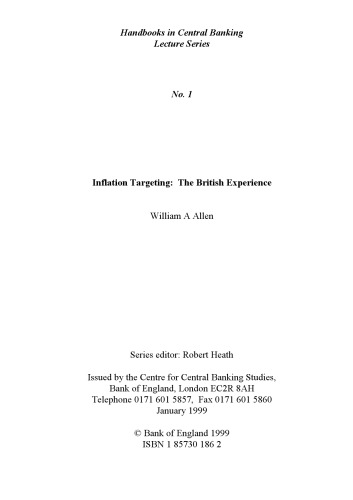 Handbooks in Central Banking
Lecture Series
No. 1
Inflation Targeting: The British Experience
William A Allen
Series editor: Robert Heath
Issued by the Centre for Central Banking Studies,
Bank of England, London EC2R 8AH
Telephone 0171 601 5857, Fax 0171 601 5860
January 1999
© Bank of England 1999
ISBN 1 85730 186 2